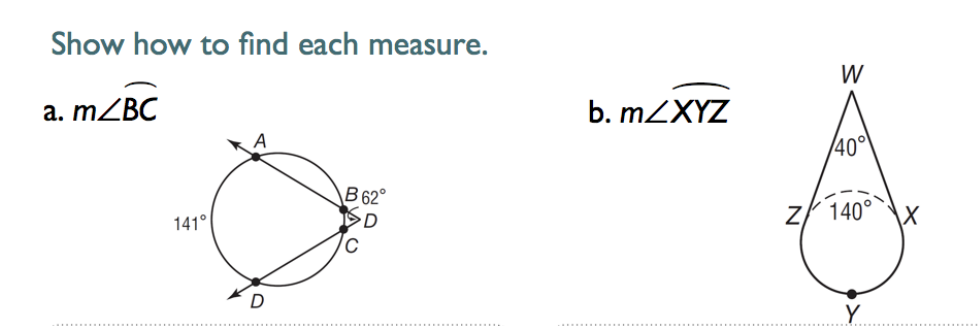 Show how to find each measure.
a. m∠BC
b. m∠XYZ
W
40°
A
B 62°
D
141°
C
Z 140° X
D
Y